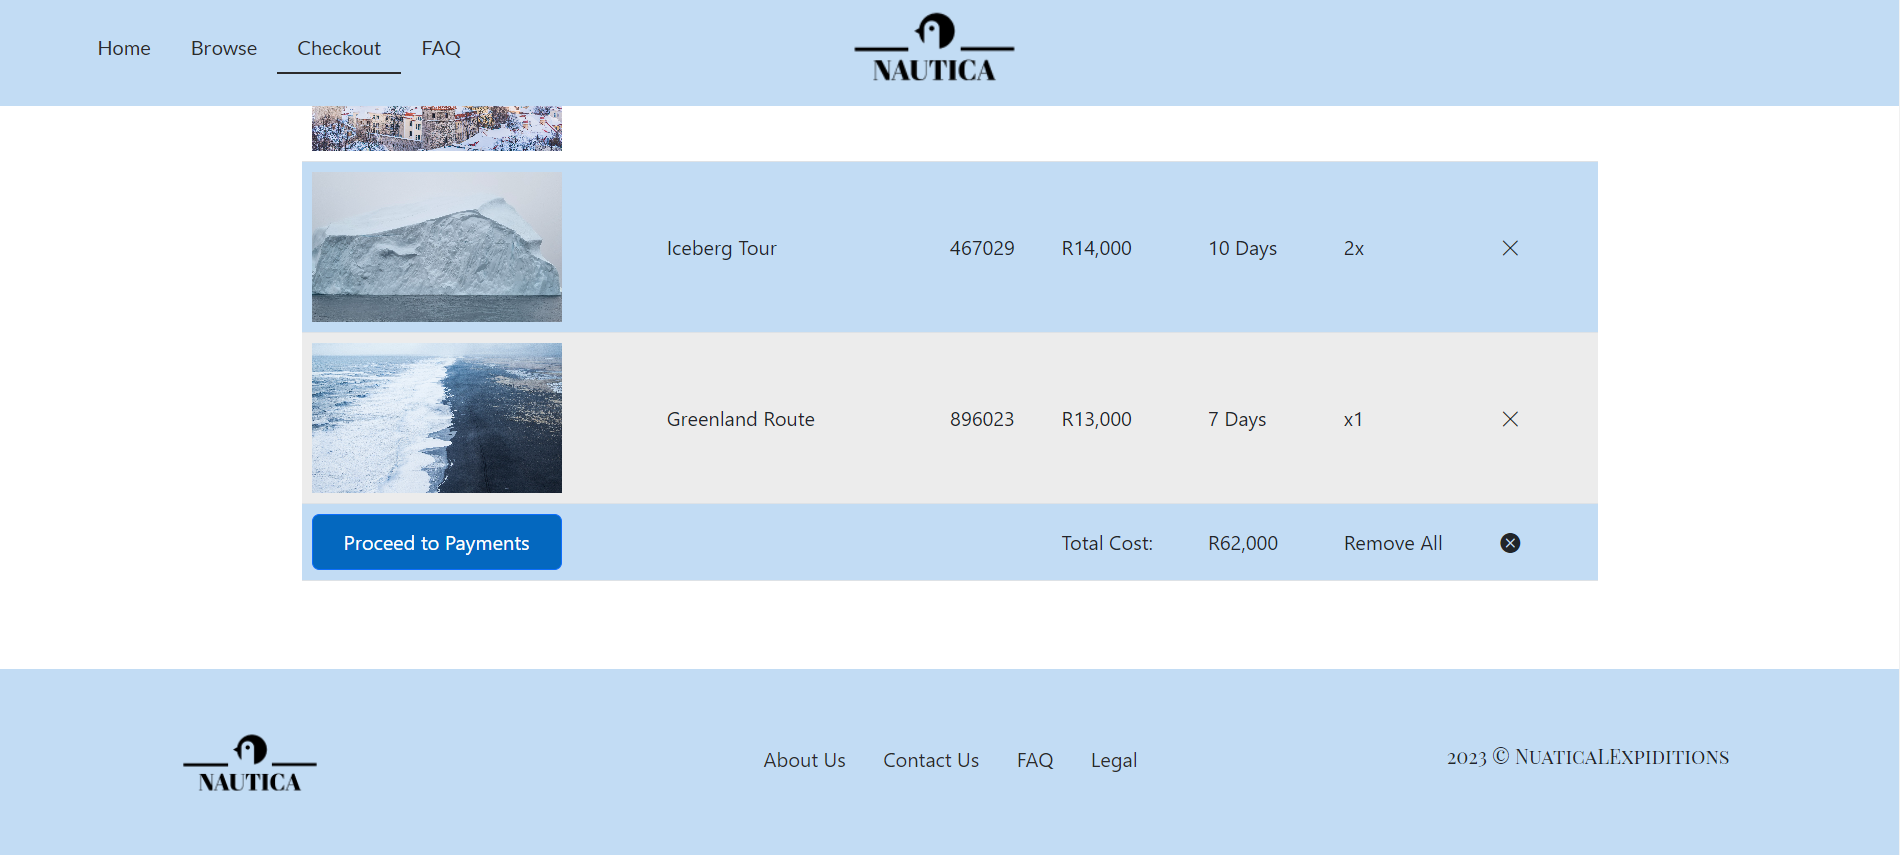 Home Browse Checkout FAQ
NAUTICA
Iceberg Tour 467029 R14,000 10 Days 2x
Greenland Route 896023 R13,000 7 Days x1
Proceed to Payments Total Cost: R62,000 Remove All
NAUTICA
About Us Contact Us FAQ Legal
2023 © NuaticaLExpiditions